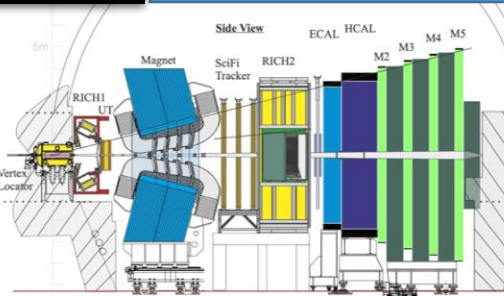 Side View
5m
Magnet
SciFi
Tracker
RICH2
ECAL
HCAL
M2
M3
M4
M5
RICH1
UT
Vertex
Locator